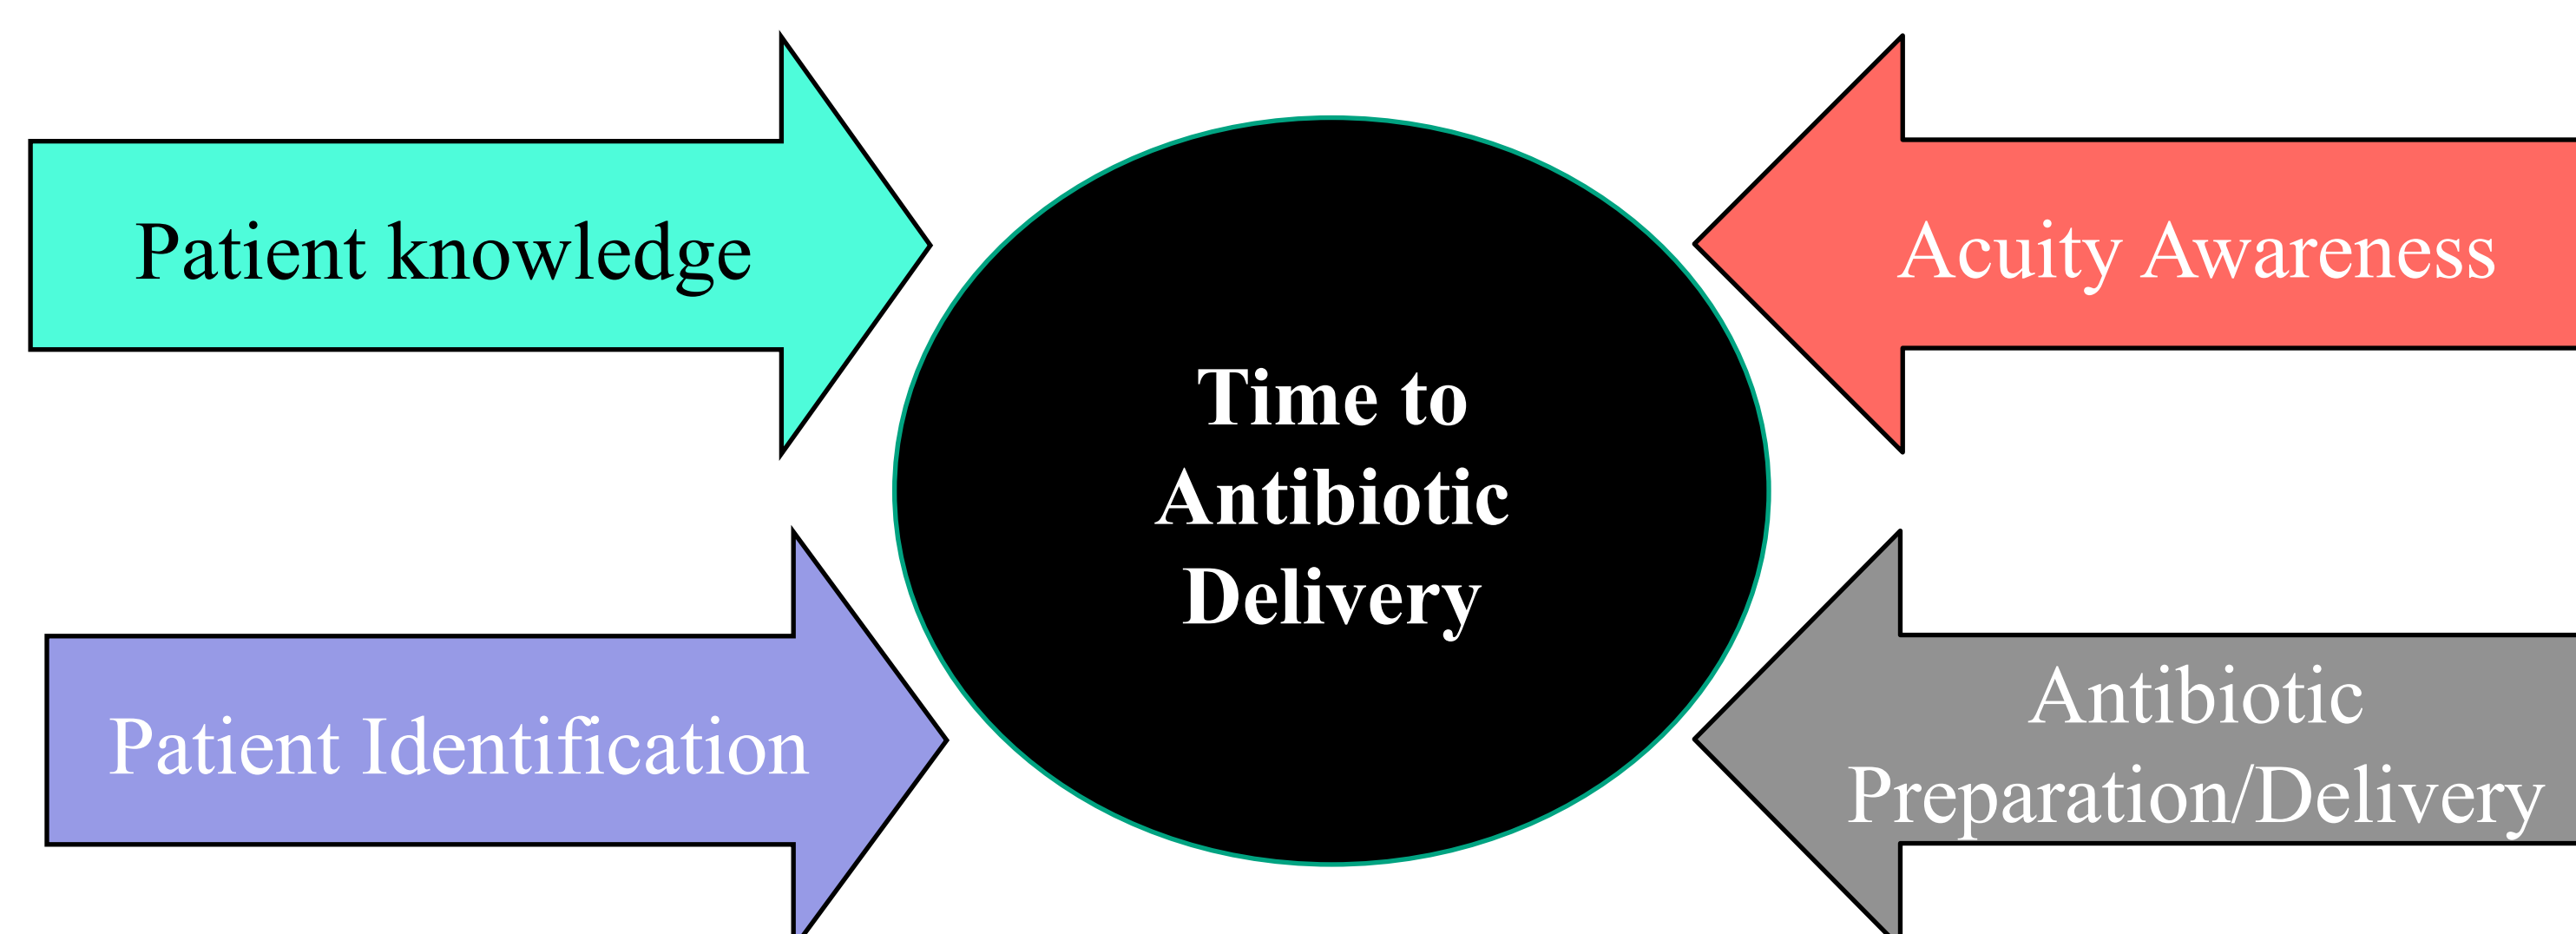 Patient knowledge
Acuity Awareness
Time to
Antibiotic
Delivery
Patient Identification
Antibiotic
Preparation/Delivery